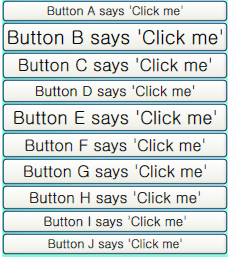 Button A says 'Click me'
Button B says 'Click me'
Button C says 'Click me'
Button D says 'Click me'
Button E says 'Click me'
Button F says 'Click me'
Button G says 'Click me'
Button H says 'Click me'
Button I says 'Click me'
Button J says 'Click me'